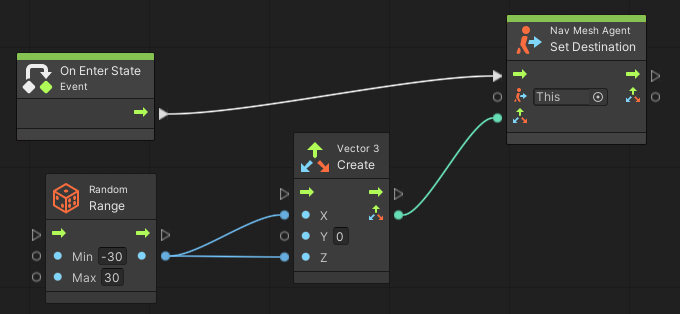 On Enter State
Event
Nav Mesh Agent
Set Destination
This
Vector 3
Create
X
Y 0
Z
Random
Range
Min -30
Max 30